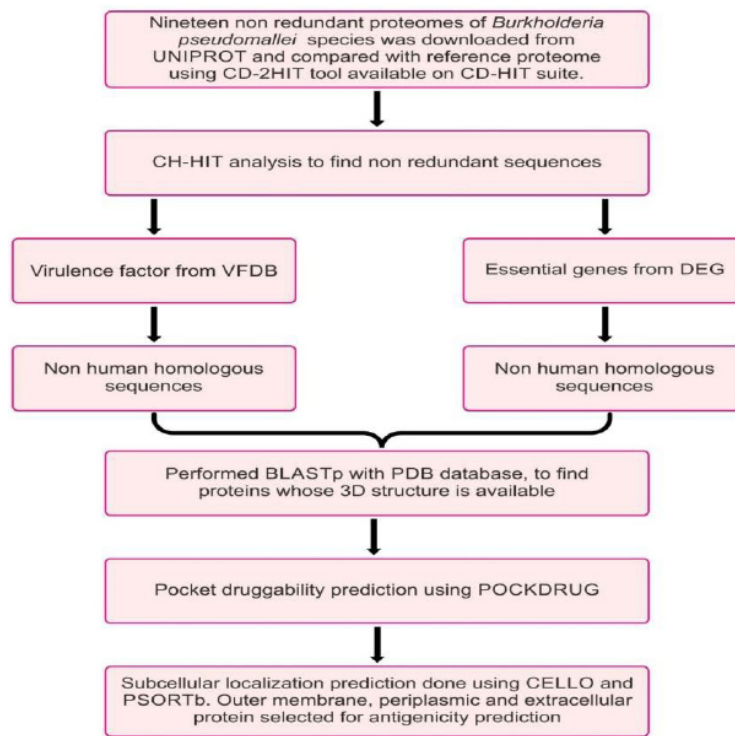 Nineteen non redundant proteomes of Burkholderia
pseudomallei species was downloaded from
UNIPROT and compared with reference proteome
using CD-2HIT tool available on CD-HIT suite.
CH-HIT analysis to find non redundant sequences
Virulence factor from VFDB
Essential genes from DEG
Non human homologous
sequences
Non human homologous
sequences
Performed BLASTp with PDB database, to find
proteins whose 3D structure is available
Pocket druggability prediction using POCKDRUG
Subcellular localization prediction done using CELLO and
PSORTb. Outer membrane, periplasmic and extracellular
protein selected for antigenicity prediction